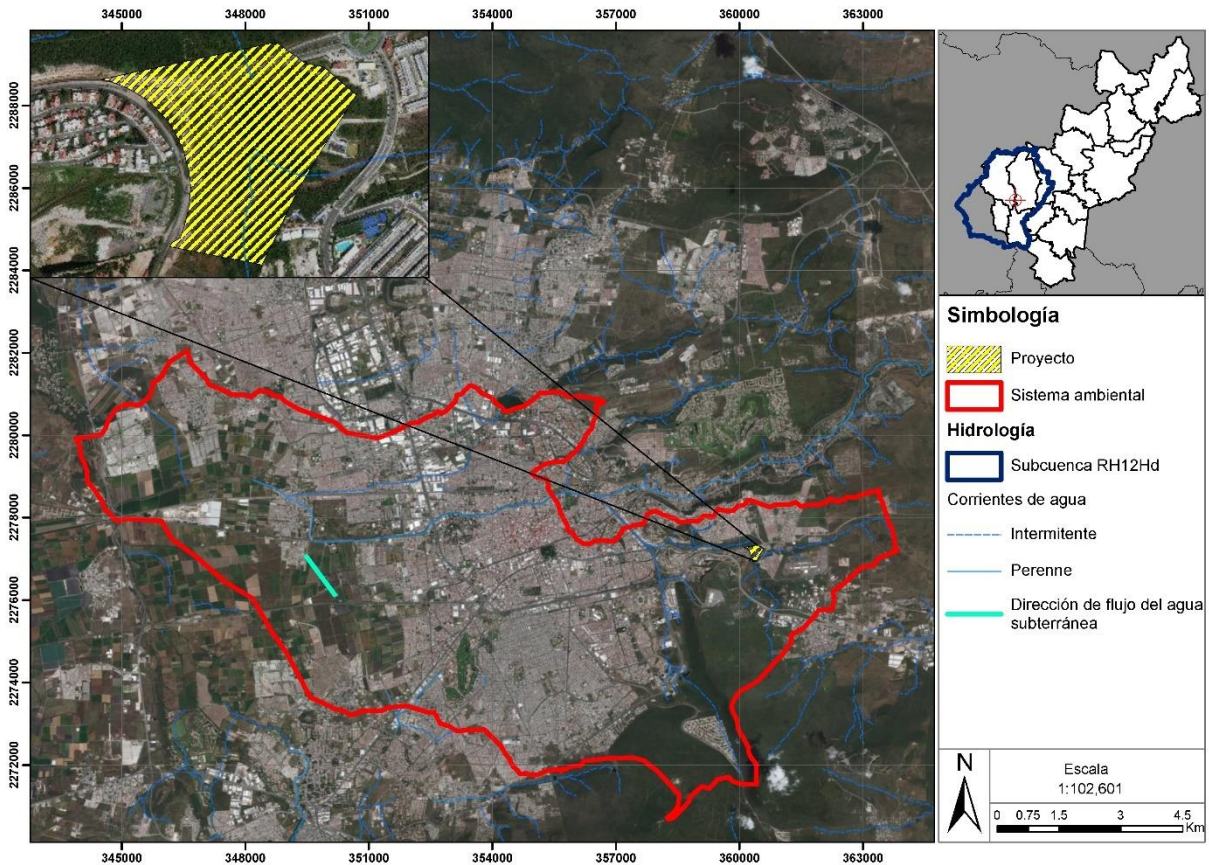 345000 348000 351000 354000 357000 360000 363000
2288000
2286000
2284000
2282000
2280000
2278000
2276000
2274000
2272000
345000 348000 351000 354000 357000 360000 363000
Simbología
Proyecto
Sistema ambiental
Hidrología
Subcuenca RH12Hd
Corrientes de agua
Intermitente
Perenne
Dirección de flujo del agua
subterránea
N
Escala
1:102,601
0 0.75 1.5 3 4.5
Km